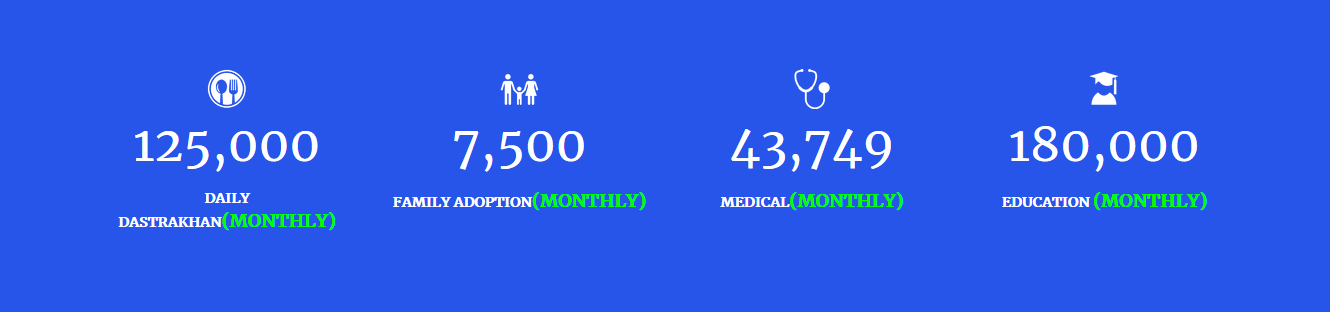 125,000
DAILY
DASTRAKHAN(MONTHLY)
7,500
FAMILY ADOPTION(MONTHLY)
43,749
MEDICAL(MONTHLY)
180,000
EDUCATION (MONTHLY)